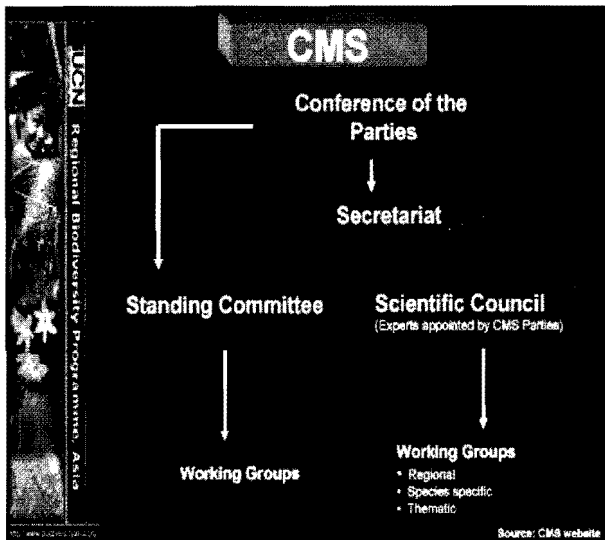 CMS
Conference of the
Parties
Secretariat
Standing Committee
Scientific Council
(Experts appointed by CMS Parties)
Working Groups
Working Groups
• Regional
• Species specific
• Thematic
Source: CMS website
IUCN Regional Biodiversity Programme, Asia